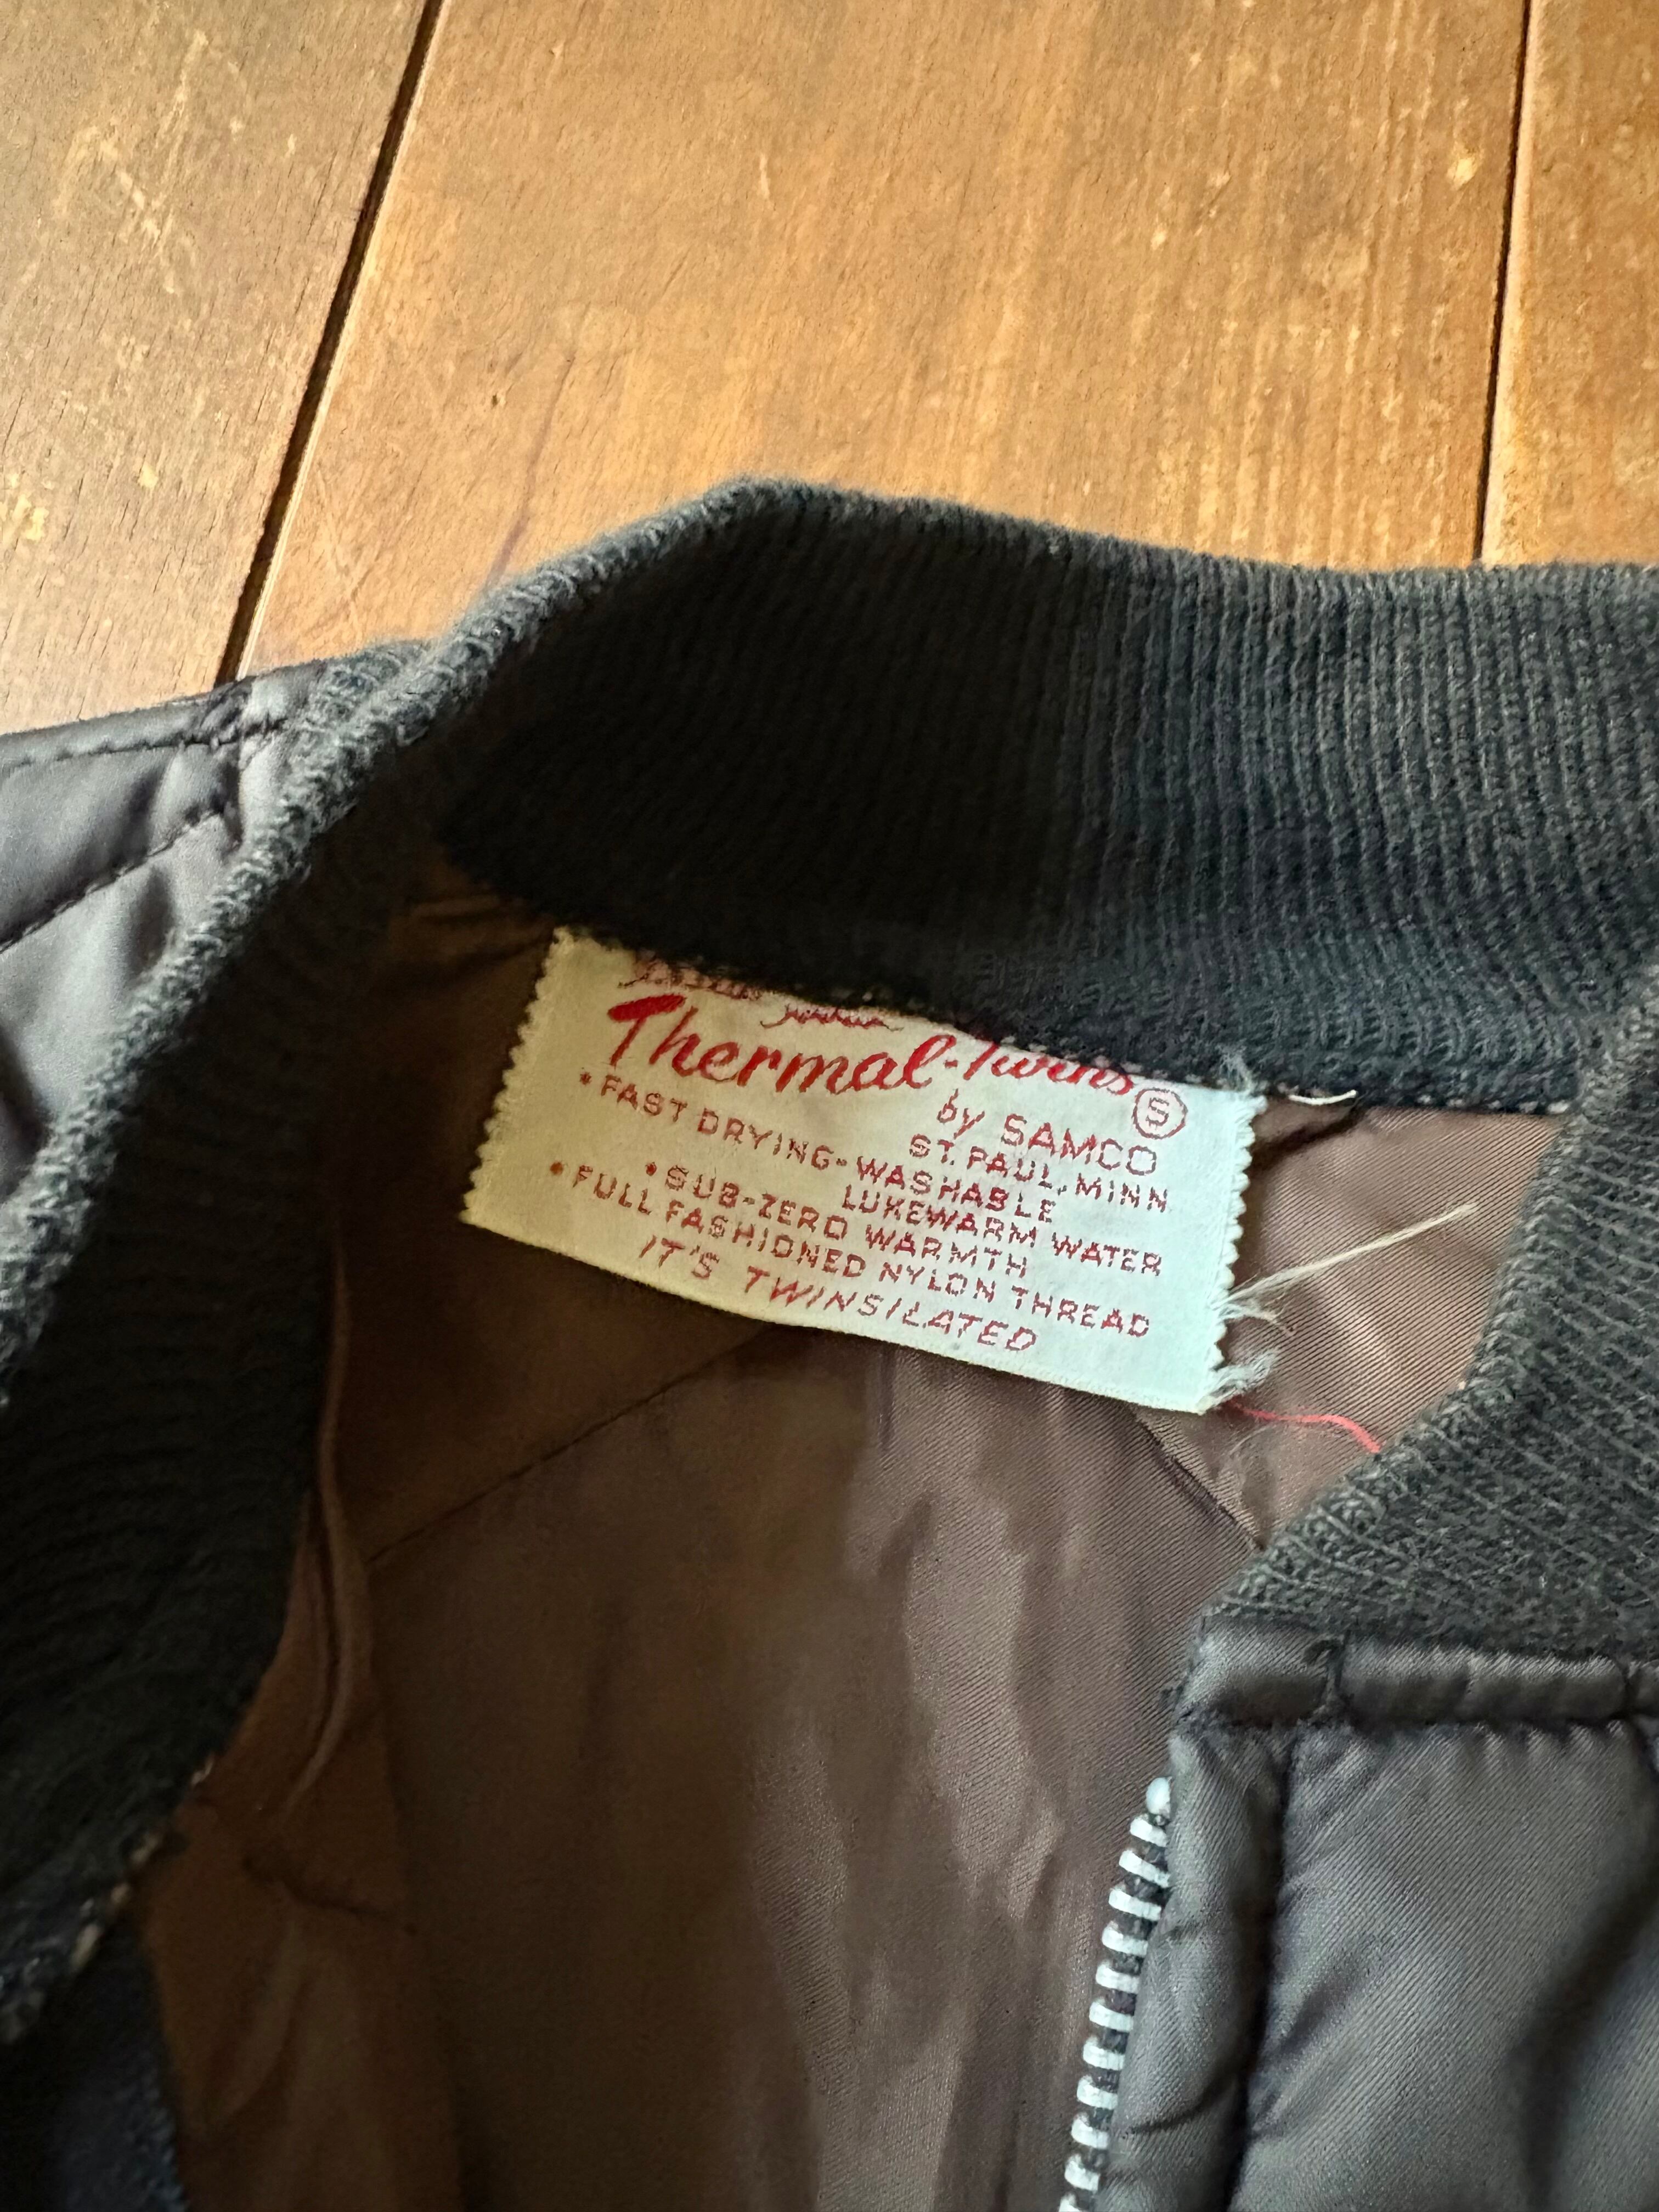 Thermal-Twins
by SAMCO Ⓢ
ST. PAUL, MINN
•FAST DRYING-WASHABLE
LUKEWARM WATER
•SUB-ZERO WARMTH
•FULL FASHIONED NYLON THREAD
IT'S TWINSILATED